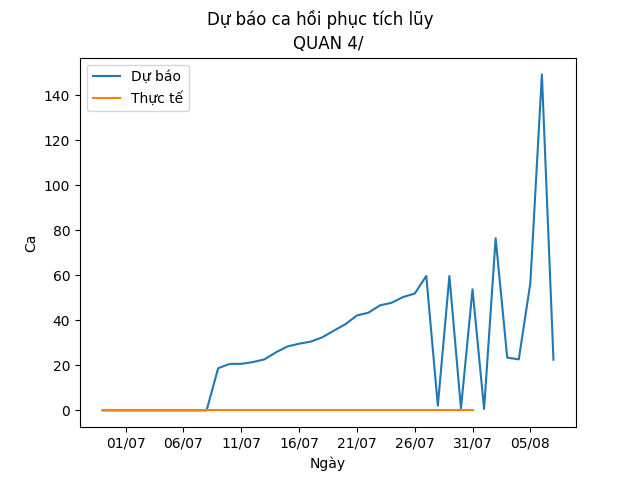 Dự báo ca hồi phục tích lũy
QUAN 4/
Dự báo
Thực tế
140
120
100
80
60
40
20
0
Ca
01/07 06/07 11/07 16/07 21/07 26/07 31/07 05/08
Ngày